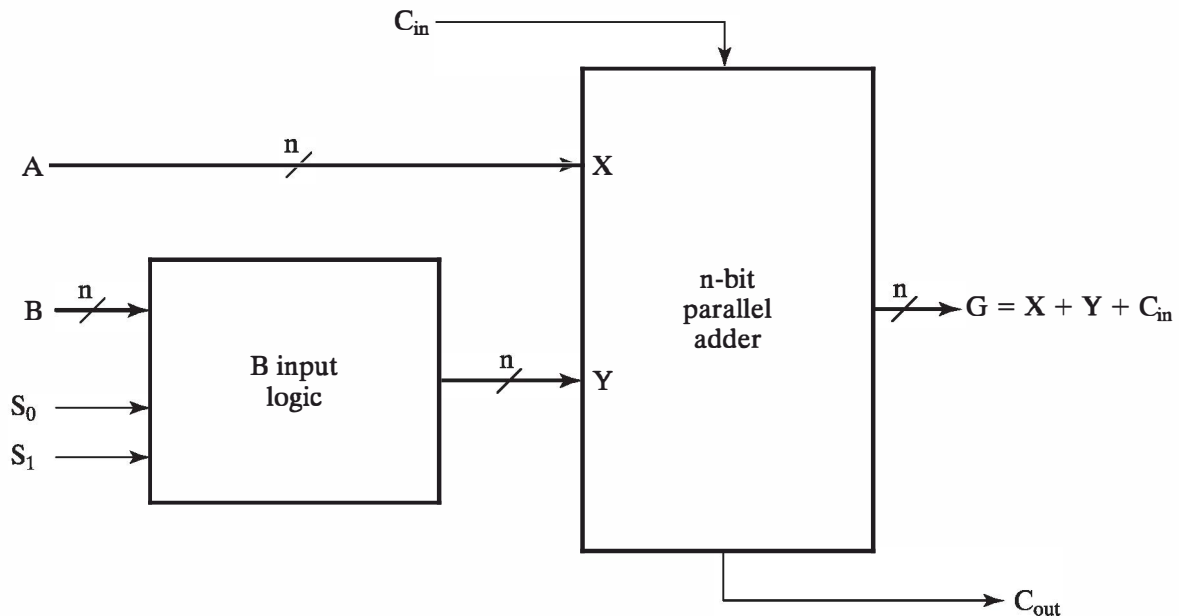 C_in
n
A
X
n
B
B input
logic
S_0
S_1
n
Y
n-bit
parallel
adder
n
G = X + Y + C_in
C_out